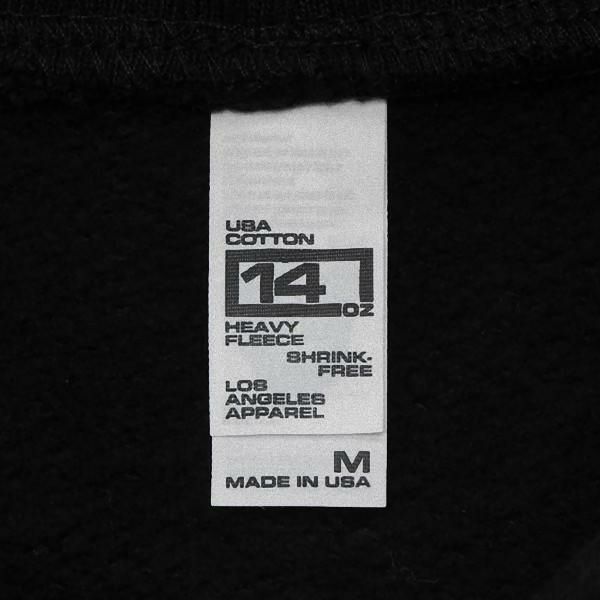 USA
COTTON
14
OZ
HEAVY
FLEECE
SHRINK-
FREE
LOS
ANGELES
APPAREL
M
MADE IN USA